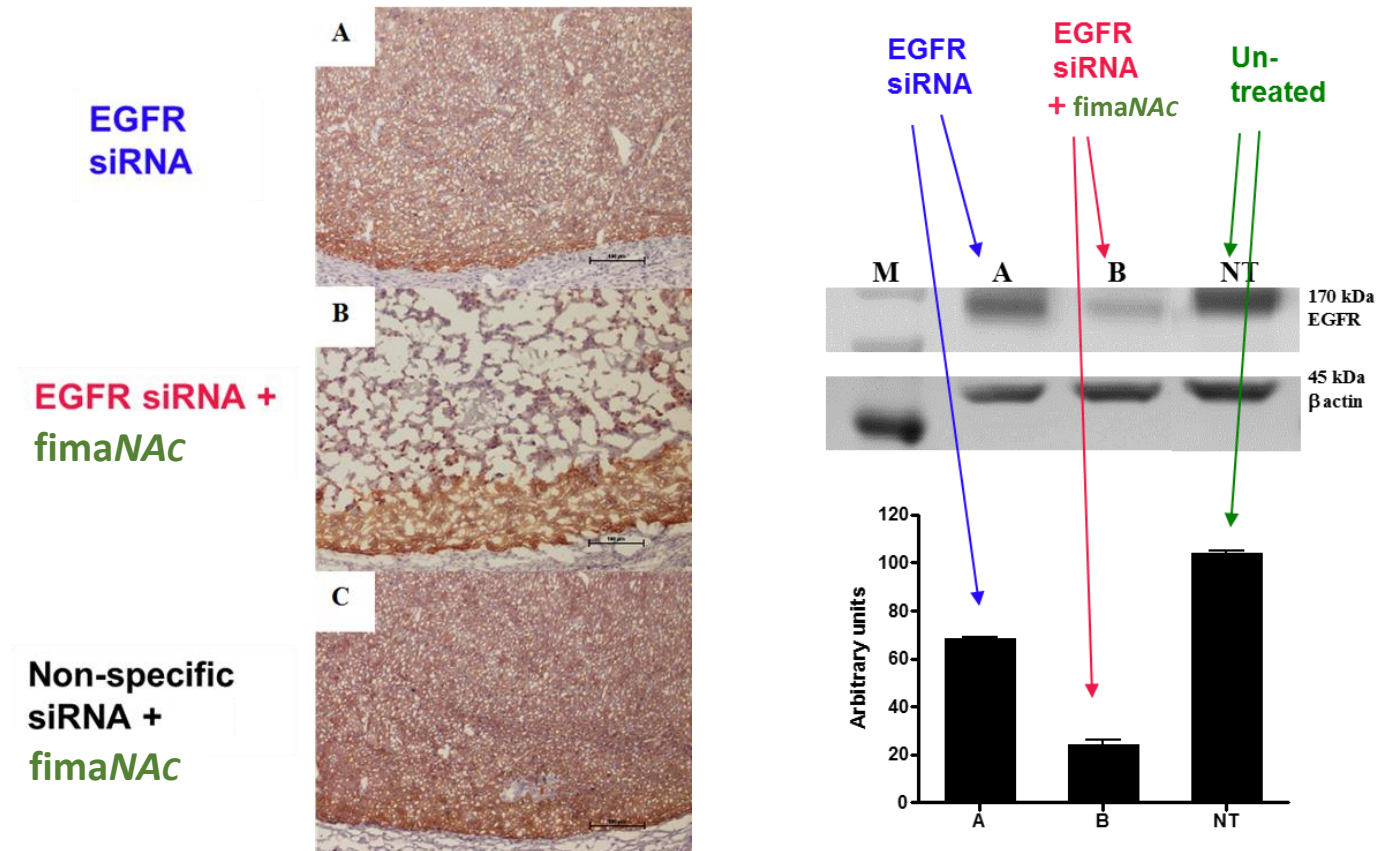 EGFR
siRNA
EGFR siRNA +
fimaNAc
Non-specific
siRNA +
fimaNAc
A
B
C
EGFR
siRNA
EGFR
siRNA
+ fimaNAc
Un-
treated
M A B NT
170 kDa
EGFR
45 kDa
β actin
Arbitrary units
120
100
80
60
40
20
0
A B NT